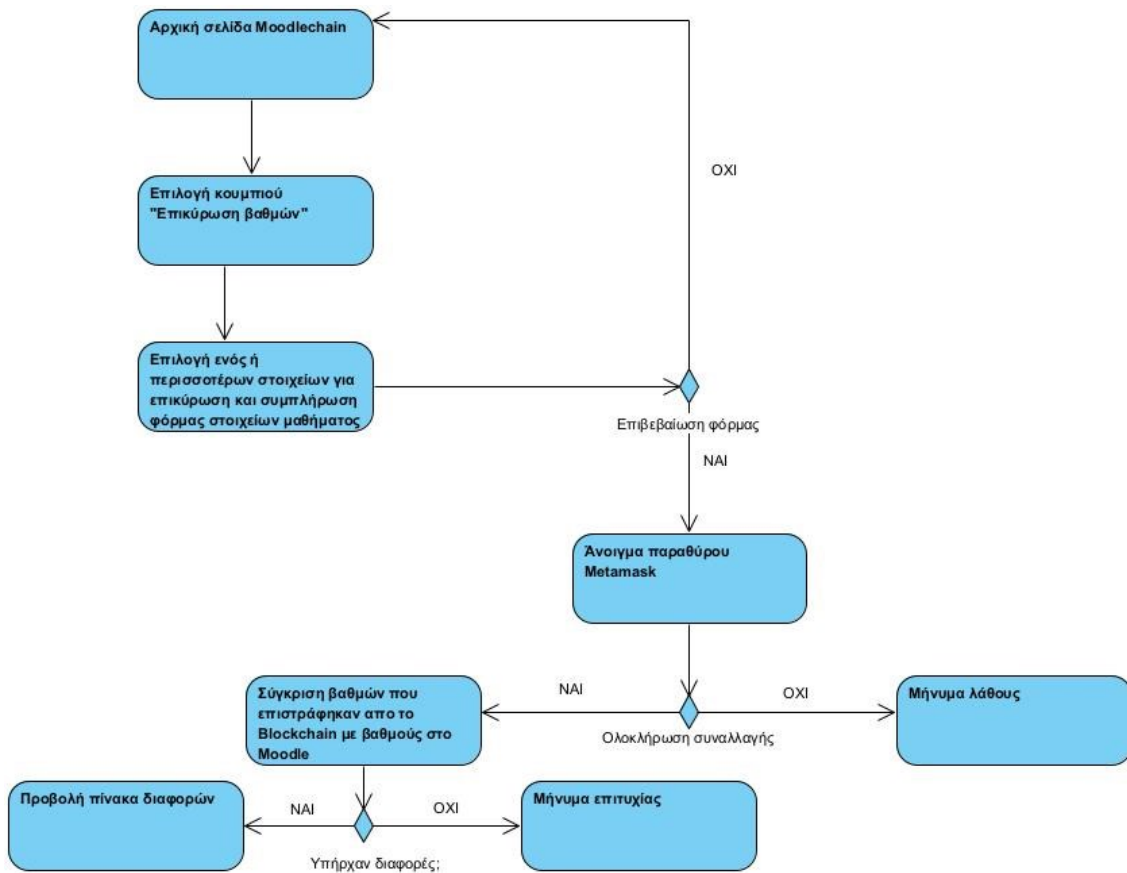 Αρχική σελίδα Moodlechain
ΟΧΙ
Επιλογή κουμπιού
"Επικύρωση βαθμών"
Επιλογή ενός ή
περισσοτέρων στοιχείων για
επικύρωση και συμπλήρωση
φόρμας στοιχείων μαθήματος
Επιβεβαίωση φόρμας
ΝΑΙ
Άνοιγμα παραθύρου
Metamask
Σύγκριση βαθμών που
επιστράφηκαν απο το
Blockchain με βαθμούς στο
Moodle
ΝΑΙ
ΟΧΙ
Μήνυμα λάθους
Ολοκλήρωση συναλλαγής
Προβολή πίνακα διαφορών
ΝΑΙ
ΟΧΙ
Μήνυμα επιτυχίας
Υπήρχαν διαφορές;